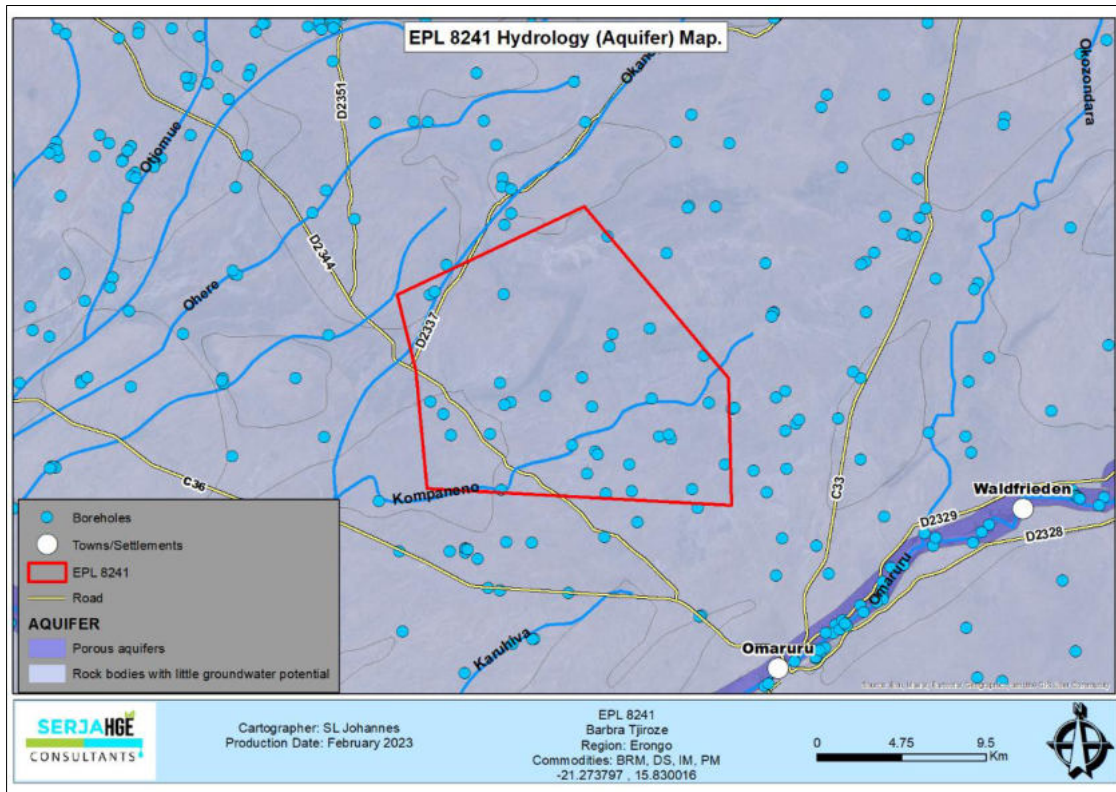 EPL 8241 Hydrology (Aquifer) Map.
Okozondara
D2351
Otjomue
D2344
Ohere
D2337
C36
Kompaneno
C33
Waldfrieden
D2329
D2328
Omaruru
Omaruru
Karuhiva
Boreholes
Towns/Settlements
EPL 8241
Road
AQUIFER
Porous aquifers
Rock bodies with little groundwater potential
SERJAHGE
CONSULTANTS
Cartographer: SL Johannes
Production Date: February 2023
EPL 8241
Barbra Tjiroze
Region: Erongo
Commodities: BRM, DS, IM, PM
-21.273797 , 15.830016
0 4.75 9.5
Km